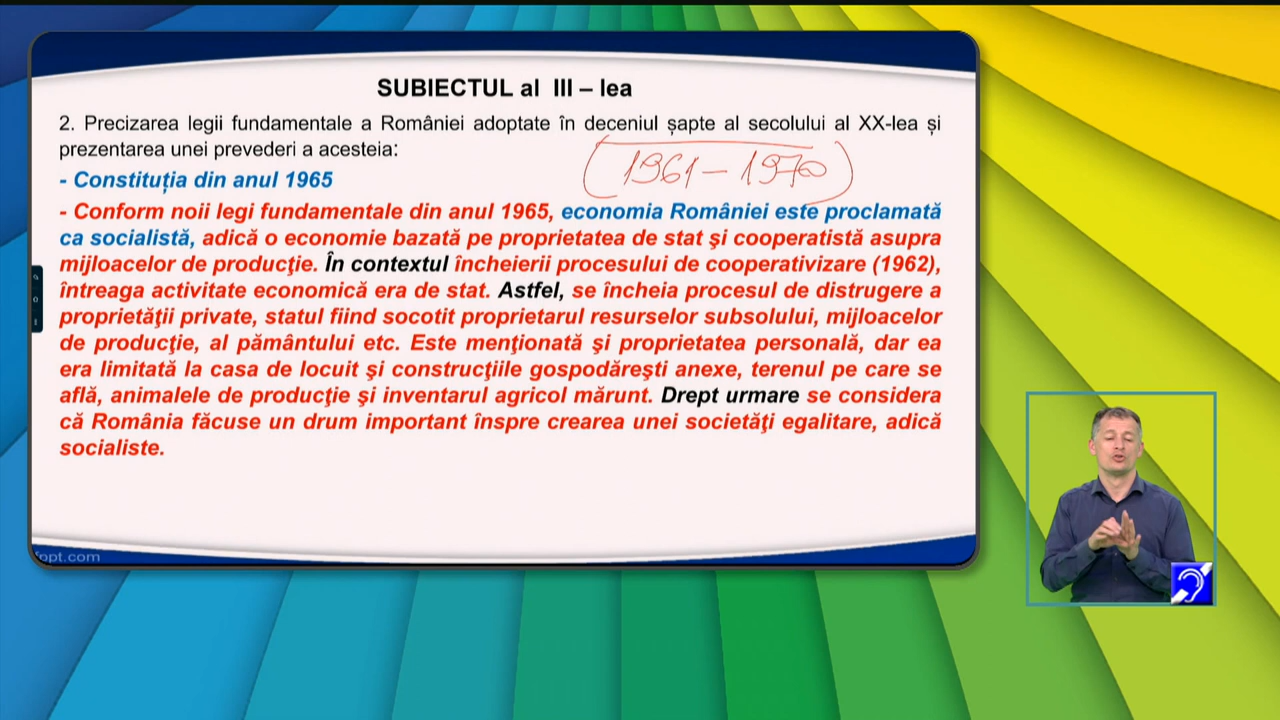 SUBIECTUL al III – lea
2. Precizarea legii fundamentale a României adoptate în deceniul șapte al secolului al XX-lea și
prezentarea unei prevederi a acesteia:
(1961 – 1970)
- Constituția din anul 1965
- Conform noii legi fundamentale din anul 1965, economia României este proclamată
ca socialistă, adică o economie bazată pe proprietatea de stat şi cooperatistă asupra
mijloacelor de producţie. În contextul încheierii procesului de cooperativizare (1962),
întreaga activitate economică era de stat. Astfel, se încheia procesul de distrugere a
proprietăţii private, statul fiind socotit proprietarul resurselor subsolului, mijloacelor
de producţie, al pământului etc. Este menţionată şi proprietatea personală, dar ea
era limitată la casa de locuit şi construcţiile gospodăreşti anexe, terenul pe care se
află, animalele de producţie şi inventarul agricol mărunt. Drept urmare se considera
că România făcuse un drum important înspre crearea unei societăţi egalitare, adică
socialiste.
fppt.com